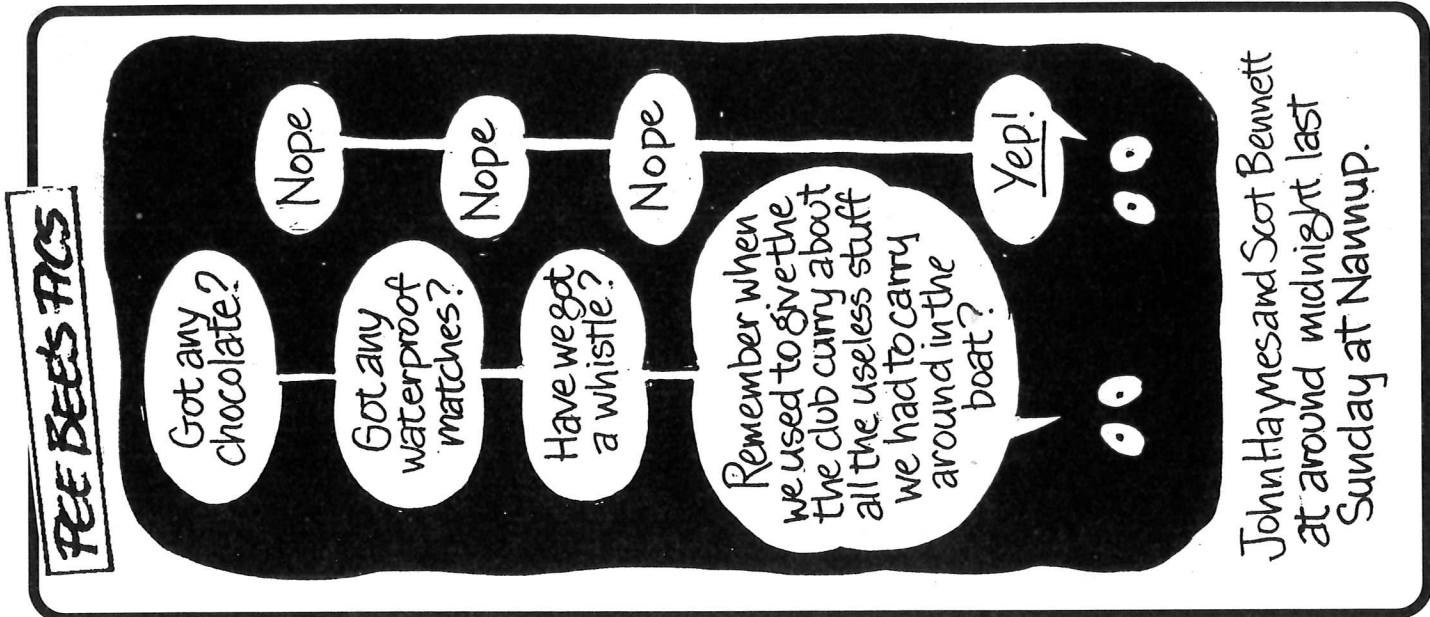 PEE BEE'S PICS
Got any
chocolate?
Nope
Got any
waterproof
matches?
Nope
Have we got
a whistle?
Nope
Remember when
we used to give the
the club curry about
all the useless stuff
we had to carry
around in the
boat?
Yep!
John Haynes and Scot Bennett
at around midnight last
Sunday at Nannup.